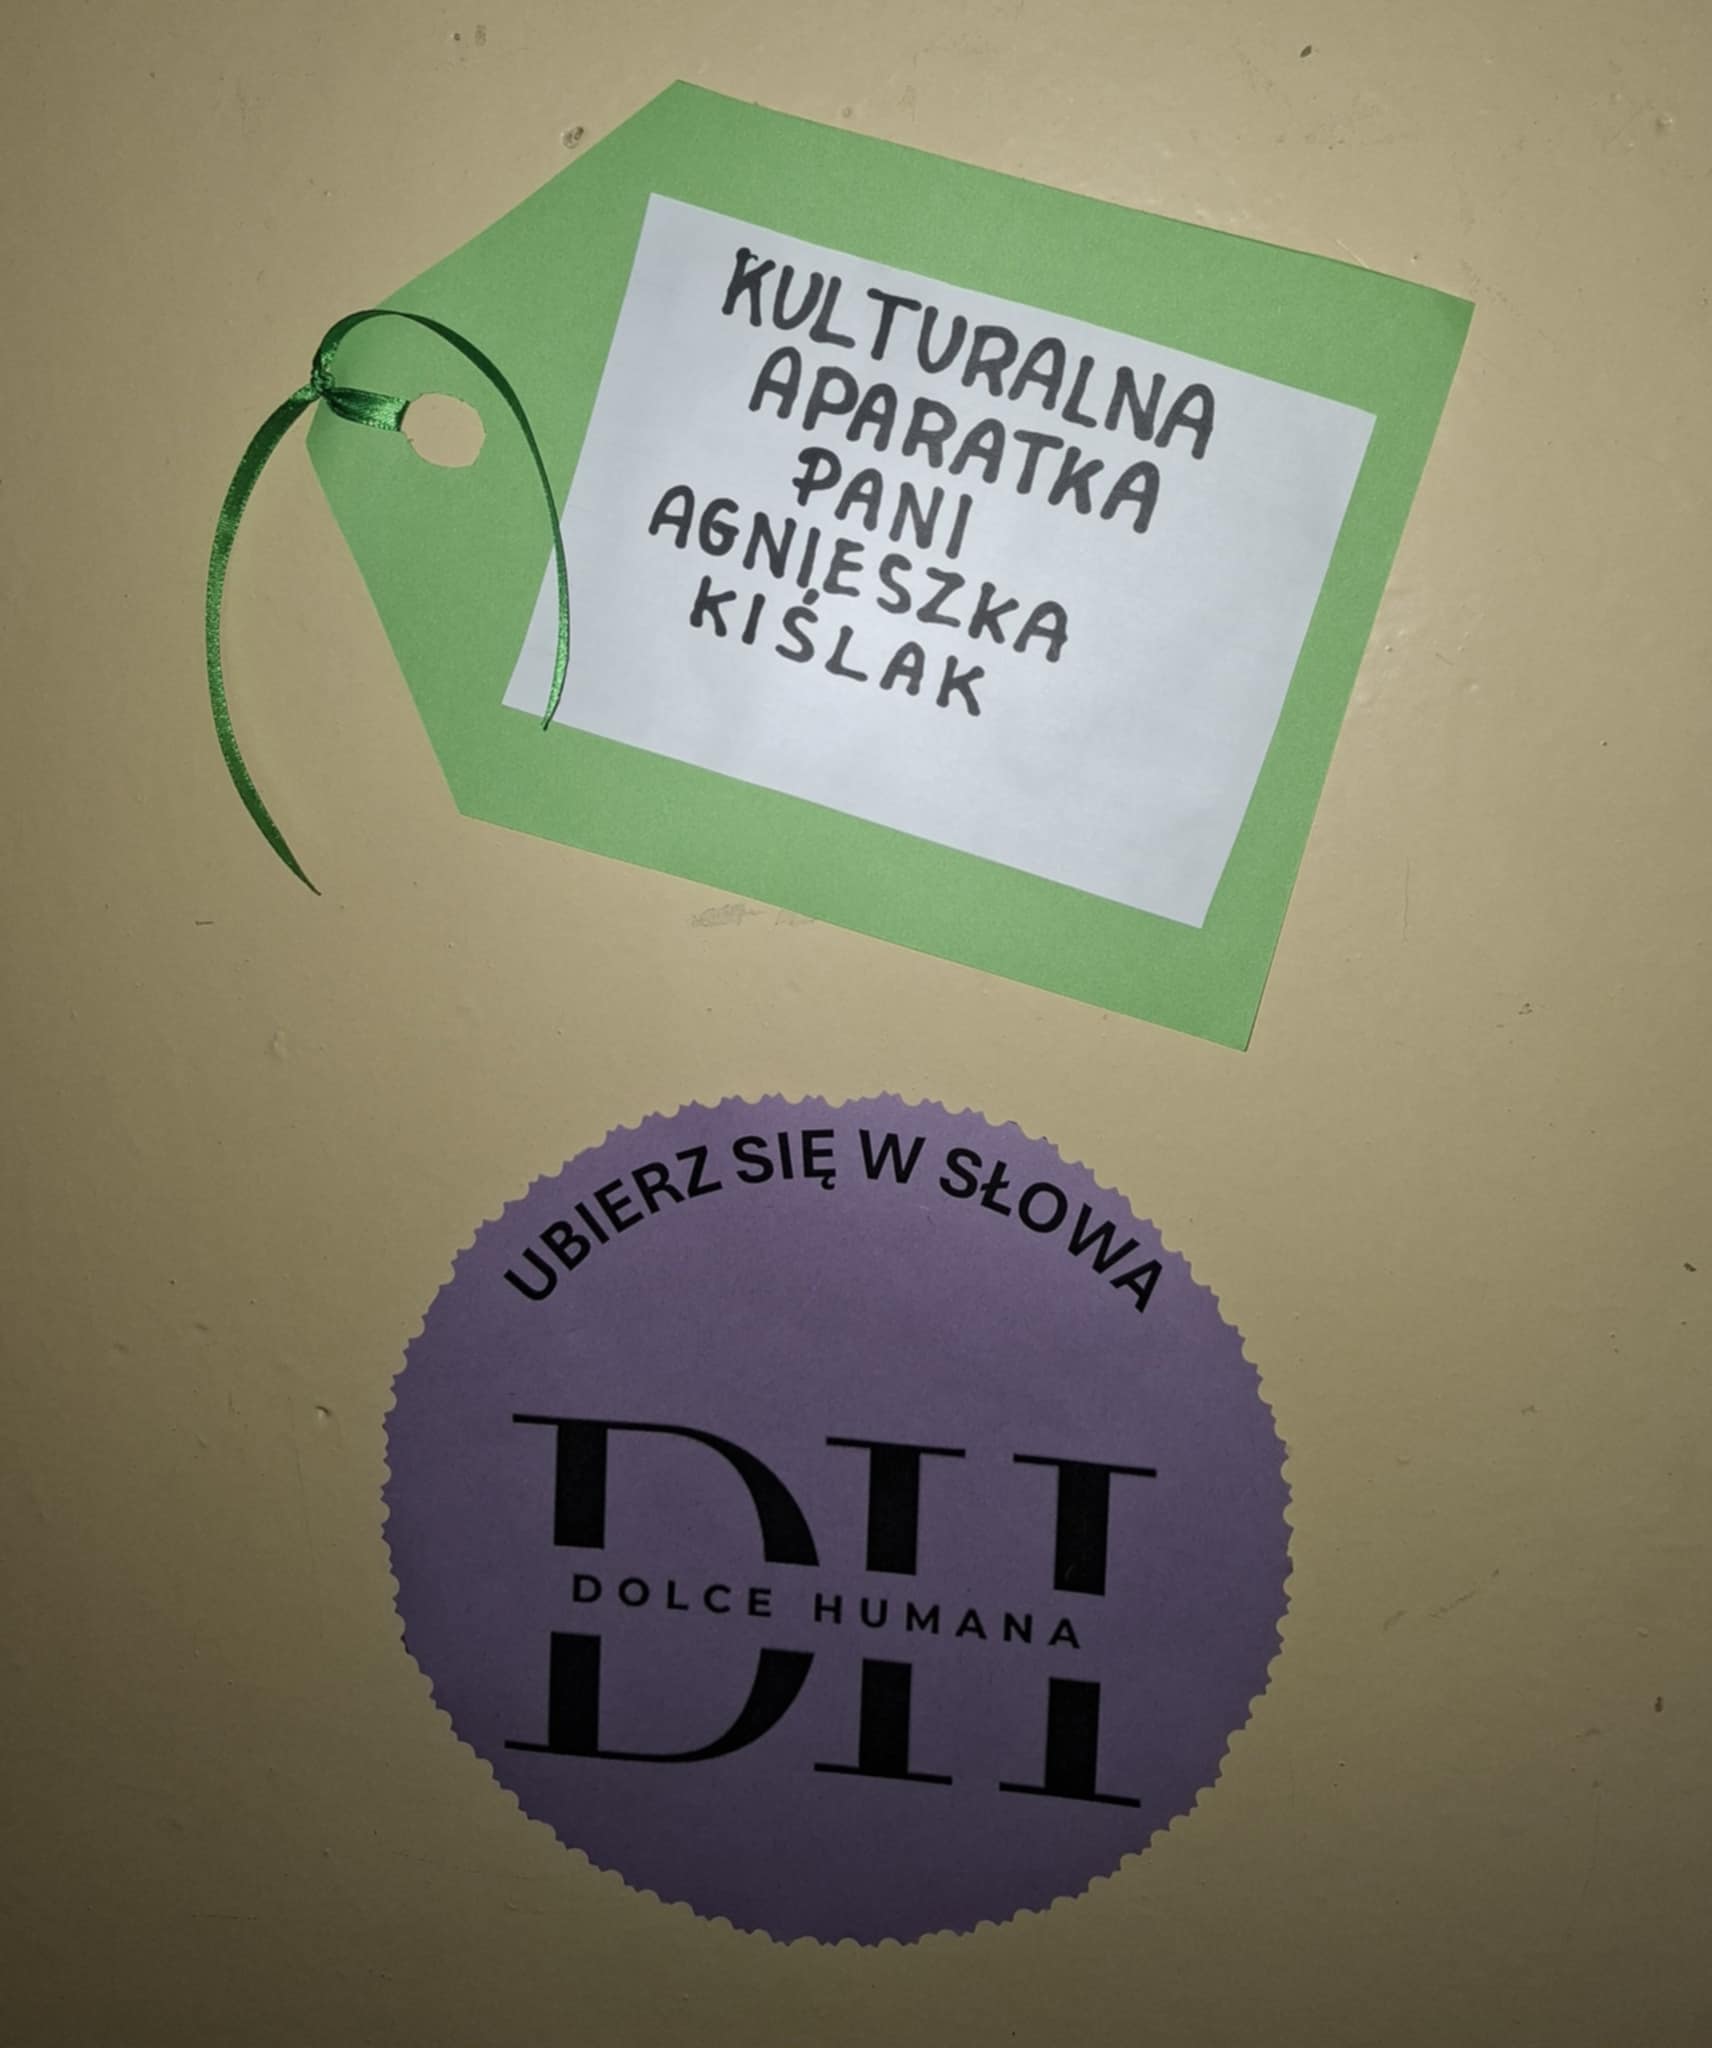 KULTURALNA
APARATKA
PANI
AGNIESZKA
KIŚLAK
UBIERZ SIĘ W SŁOWA
DH
DOLCE HUMANA